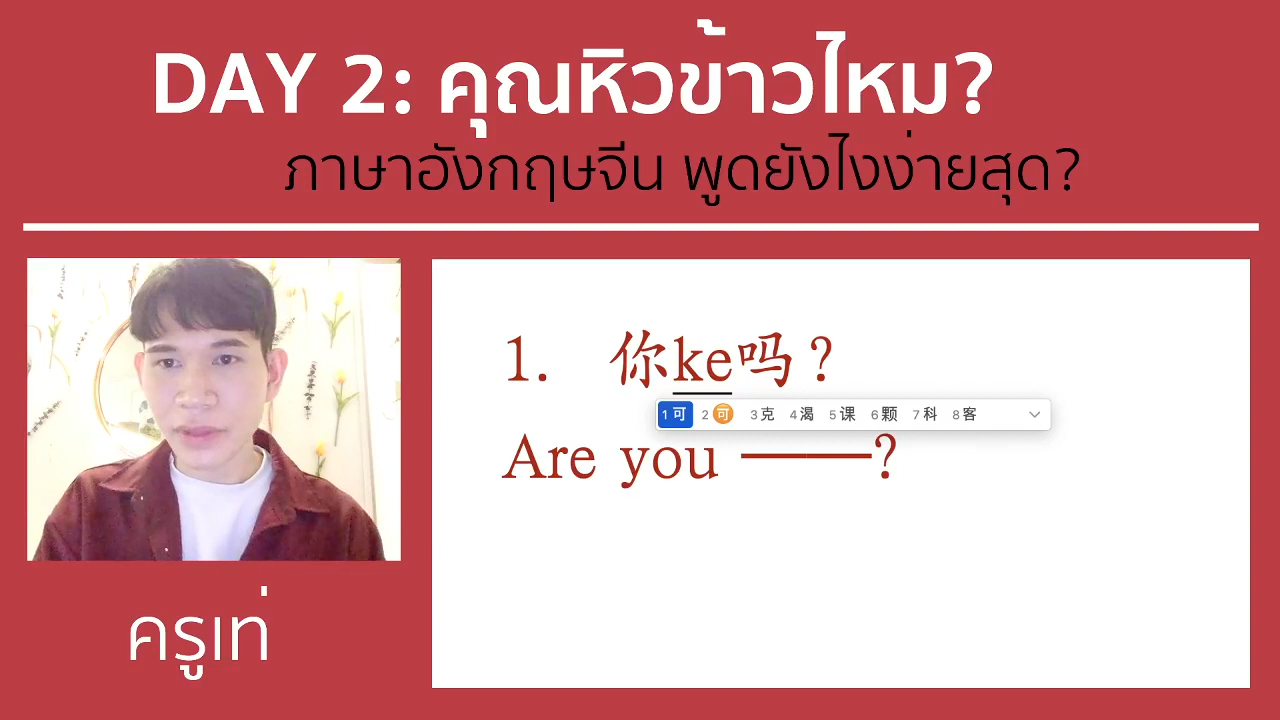 DAY 2: คุณหิวข้าวไหม?
ภาษาอังกฤษจีน พูดยังไงง่ายสุด?
1. 你ke吗？
1 可 2 可 3 克 4 渴 5 课 6 颗 7 科 8 客
Are you ———?
ครูเท่